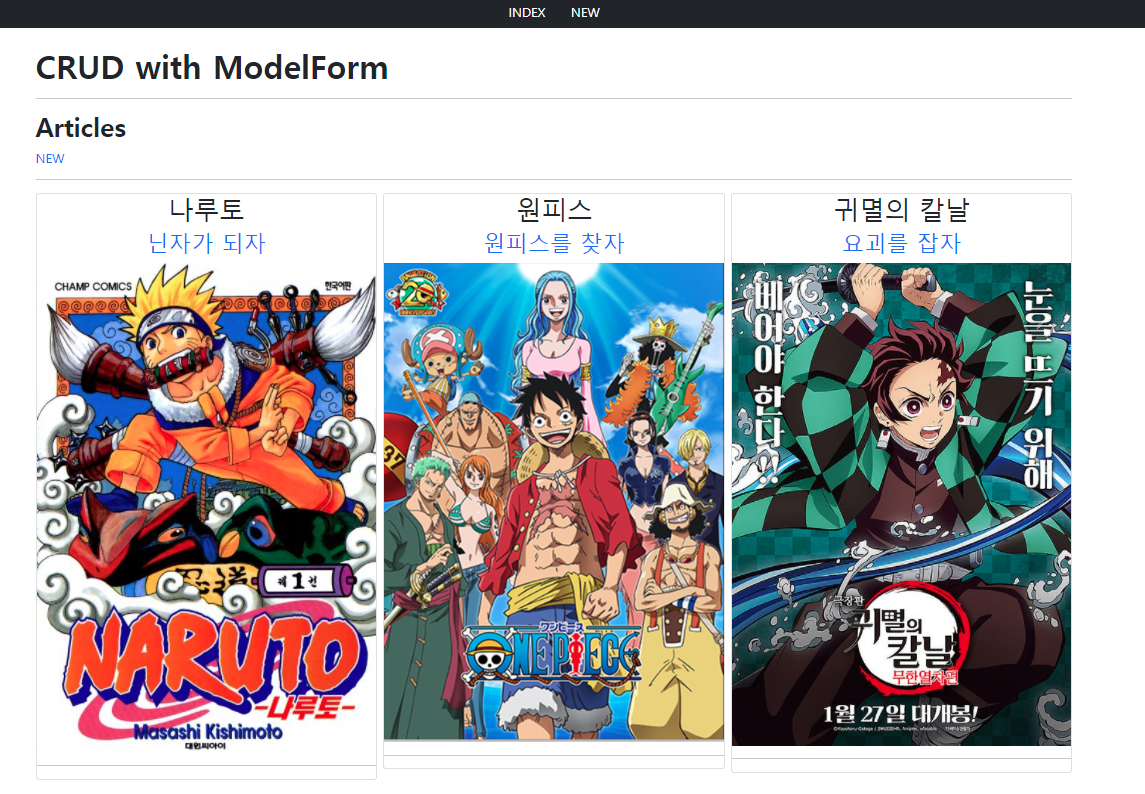 INDEX NEW
CRUD with ModelForm
Articles
NEW
나루토
닌자가 되자
CHAMP COMICS
한국어판
忍道
제1권
NARUTO
-나루토-
Masashi Kishimoto
대원씨아이
원피스
원피스를 찾자
20
ワンピース
ONE PIECE
귀멸의 칼날
요괴를 잡자
베어야 한다!!
눈을 뜨기 위해
극장판
귀멸의
칼날
무한열차편
1월 27일 대개봉!